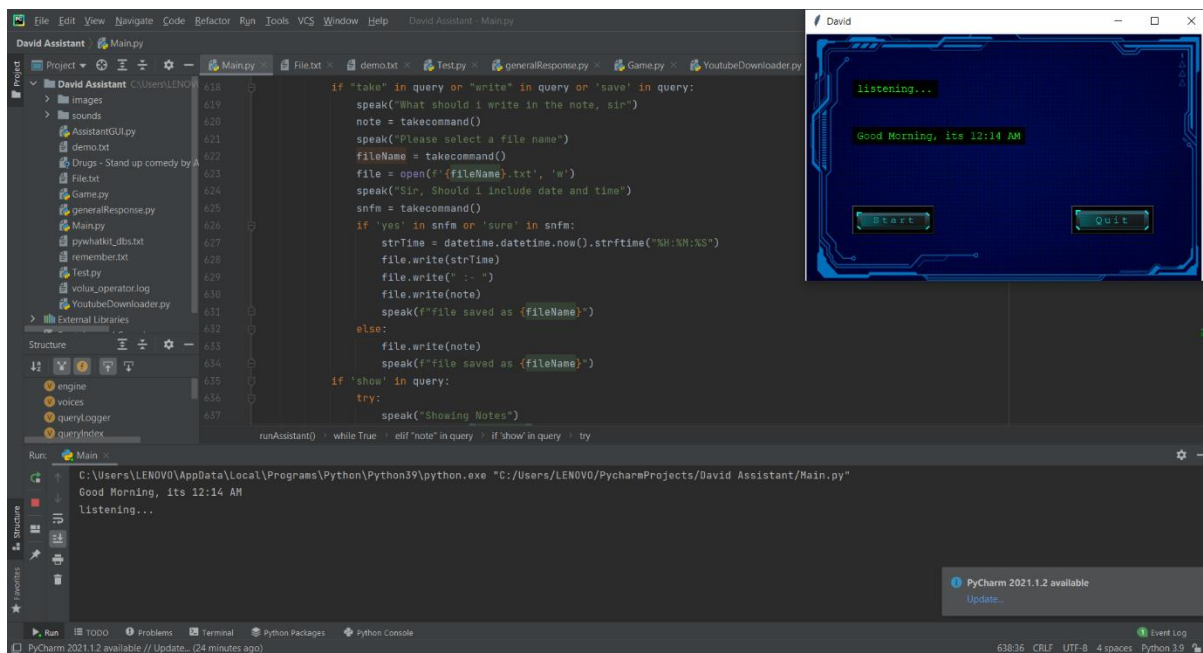 File Edit View Navigate Code Refactor Run Tools VCS Window Help David Assistant - Main.py
David Assistant Main.py
Project
Main.py File.txt demo.txt Test.py generalResponse.py Game.py YoutubeDownloader.py
David Assistant C:\Users\LENOV
images
sounds
AssistantGUI.py
demo.txt
Drugs - Stand up comedy by A
File.txt
Game.py
generalResponse.py
Main.py
pywhatkit_dbs.txt
remember.txt
Test.py
volux_operator.log
YoutubeDownloader.py
External Libraries
Structure
engine
voices
queryLogger
queryIndex
618 if "take" in query or "write" in query or 'save' in query:
619 speak("What should i write in the note, sir")
620 note = takecommand()
621 speak("Please select a file name")
622 fileName = takecommand()
623 file = open(f'{fileName}.txt', 'w')
624 speak("Sir, Should i include date and time")
625 snfm = takecommand()
626 if 'yes' in snfm or 'sure' in snfm:
627 strTime = datetime.datetime.now().strftime("%H:%M:%S")
628 file.write(strTime)
629 file.write(" :- ")
630 file.write(note)
631 speak(f"file saved as {fileName}")
632 else:
633 file.write(note)
634 speak(f"file saved as {fileName}")
635 if 'show' in query:
636 try:
637 speak("Showing Notes")
runAssistant() › while True › elif "note" in query › if 'show' in query › try
David
listening...
Good Morning, its 12:14 AM
Start Quit
Run: Main
C:\Users\LENOVO\AppData\Local\Programs\Python\Python39\python.exe "C:/Users/LENOVO/PycharmProjects/David Assistant/Main.py"
Good Morning, its 12:14 AM
listening...
Project
Structure
Favorites
PyCharm 2021.1.2 available
Update...
Run TODO Problems Terminal Python Packages Python Console 1 Event Log
PyCharm 2021.1.2 available // Update... (24 minutes ago) 638:36 CRLF UTF-8 4 spaces Python 3.9